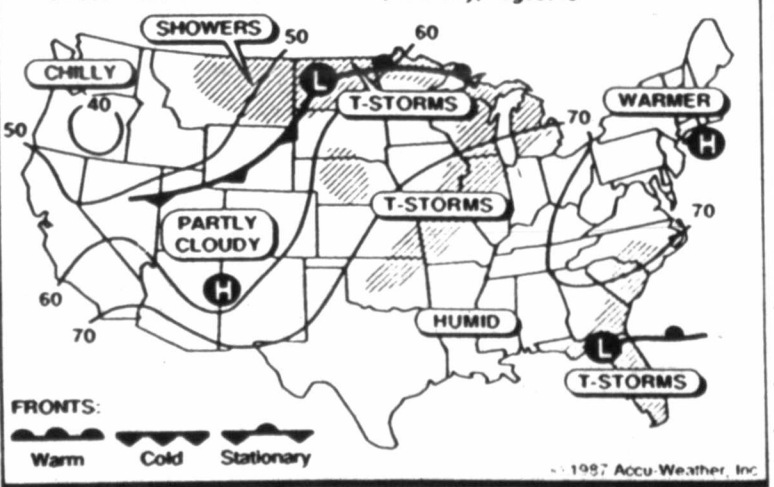 SHOWERS
50
60
CHILLY
40
L
T-STORMS
WARMER
50
70
H
T-STORMS
PARTLY
CLOUDY
70
H
60
70
HUMID
L
T-STORMS
FRONTS:
Warm Cold Stationary
1987 Accu-Weather, Inc